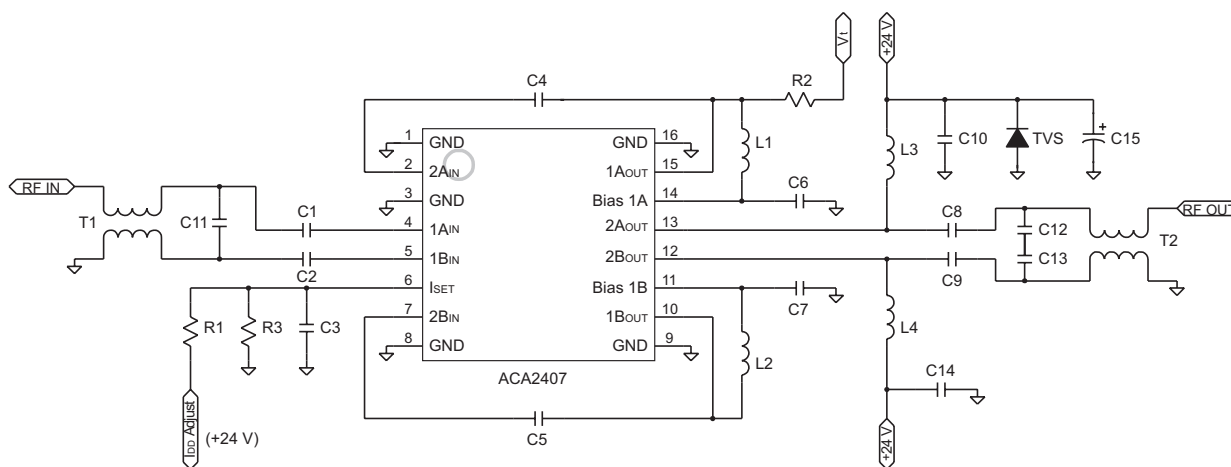 Vt
+24 V
C4
R2
L1
L3
C10
TVS
+
C15
1 GND
GND 16
2 2AIN
1AOUT 15
3 GND
Bias 1A 14
4 1AIN
2AOUT 13
5 1BIN
2BOUT 12
6 ISET
Bias 1B 11
7 2BIN
1BOUT 10
8 GND
GND 9
ACA2407
RF IN
T1
C11
C1
C2
C6
C8
C12
RF OUT
T2
C13
C9
R1
R3
C3
C7
L4
L2
C14
IDD Adjust
(+24 V)
C5
+24 V